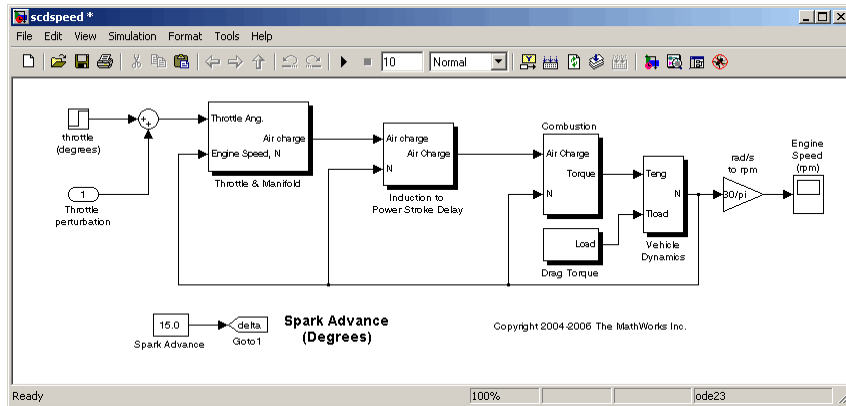 scdspeed *
File Edit View Simulation Format Tools Help
10 Normal
throttle
(degrees)
++
1
Throttle
perturbation
Throttle Ang.
Air charge
Engine Speed, N
Throttle & Manifold
Air charge
Air Charge
N
Induction to
Power Stroke Delay
Combustion
Air Charge
Torque
N
Load
Drag Torque
Teng
N
Tload
Vehicle
Dynamics
rad/s
to rpm
30/pi
Engine
Speed
(rpm)
15.0
Spark Advance
delta
Goto1
Spark Advance
(Degrees)
Copyright 2004-2006 The MathWorks Inc.
Ready 100% ode23